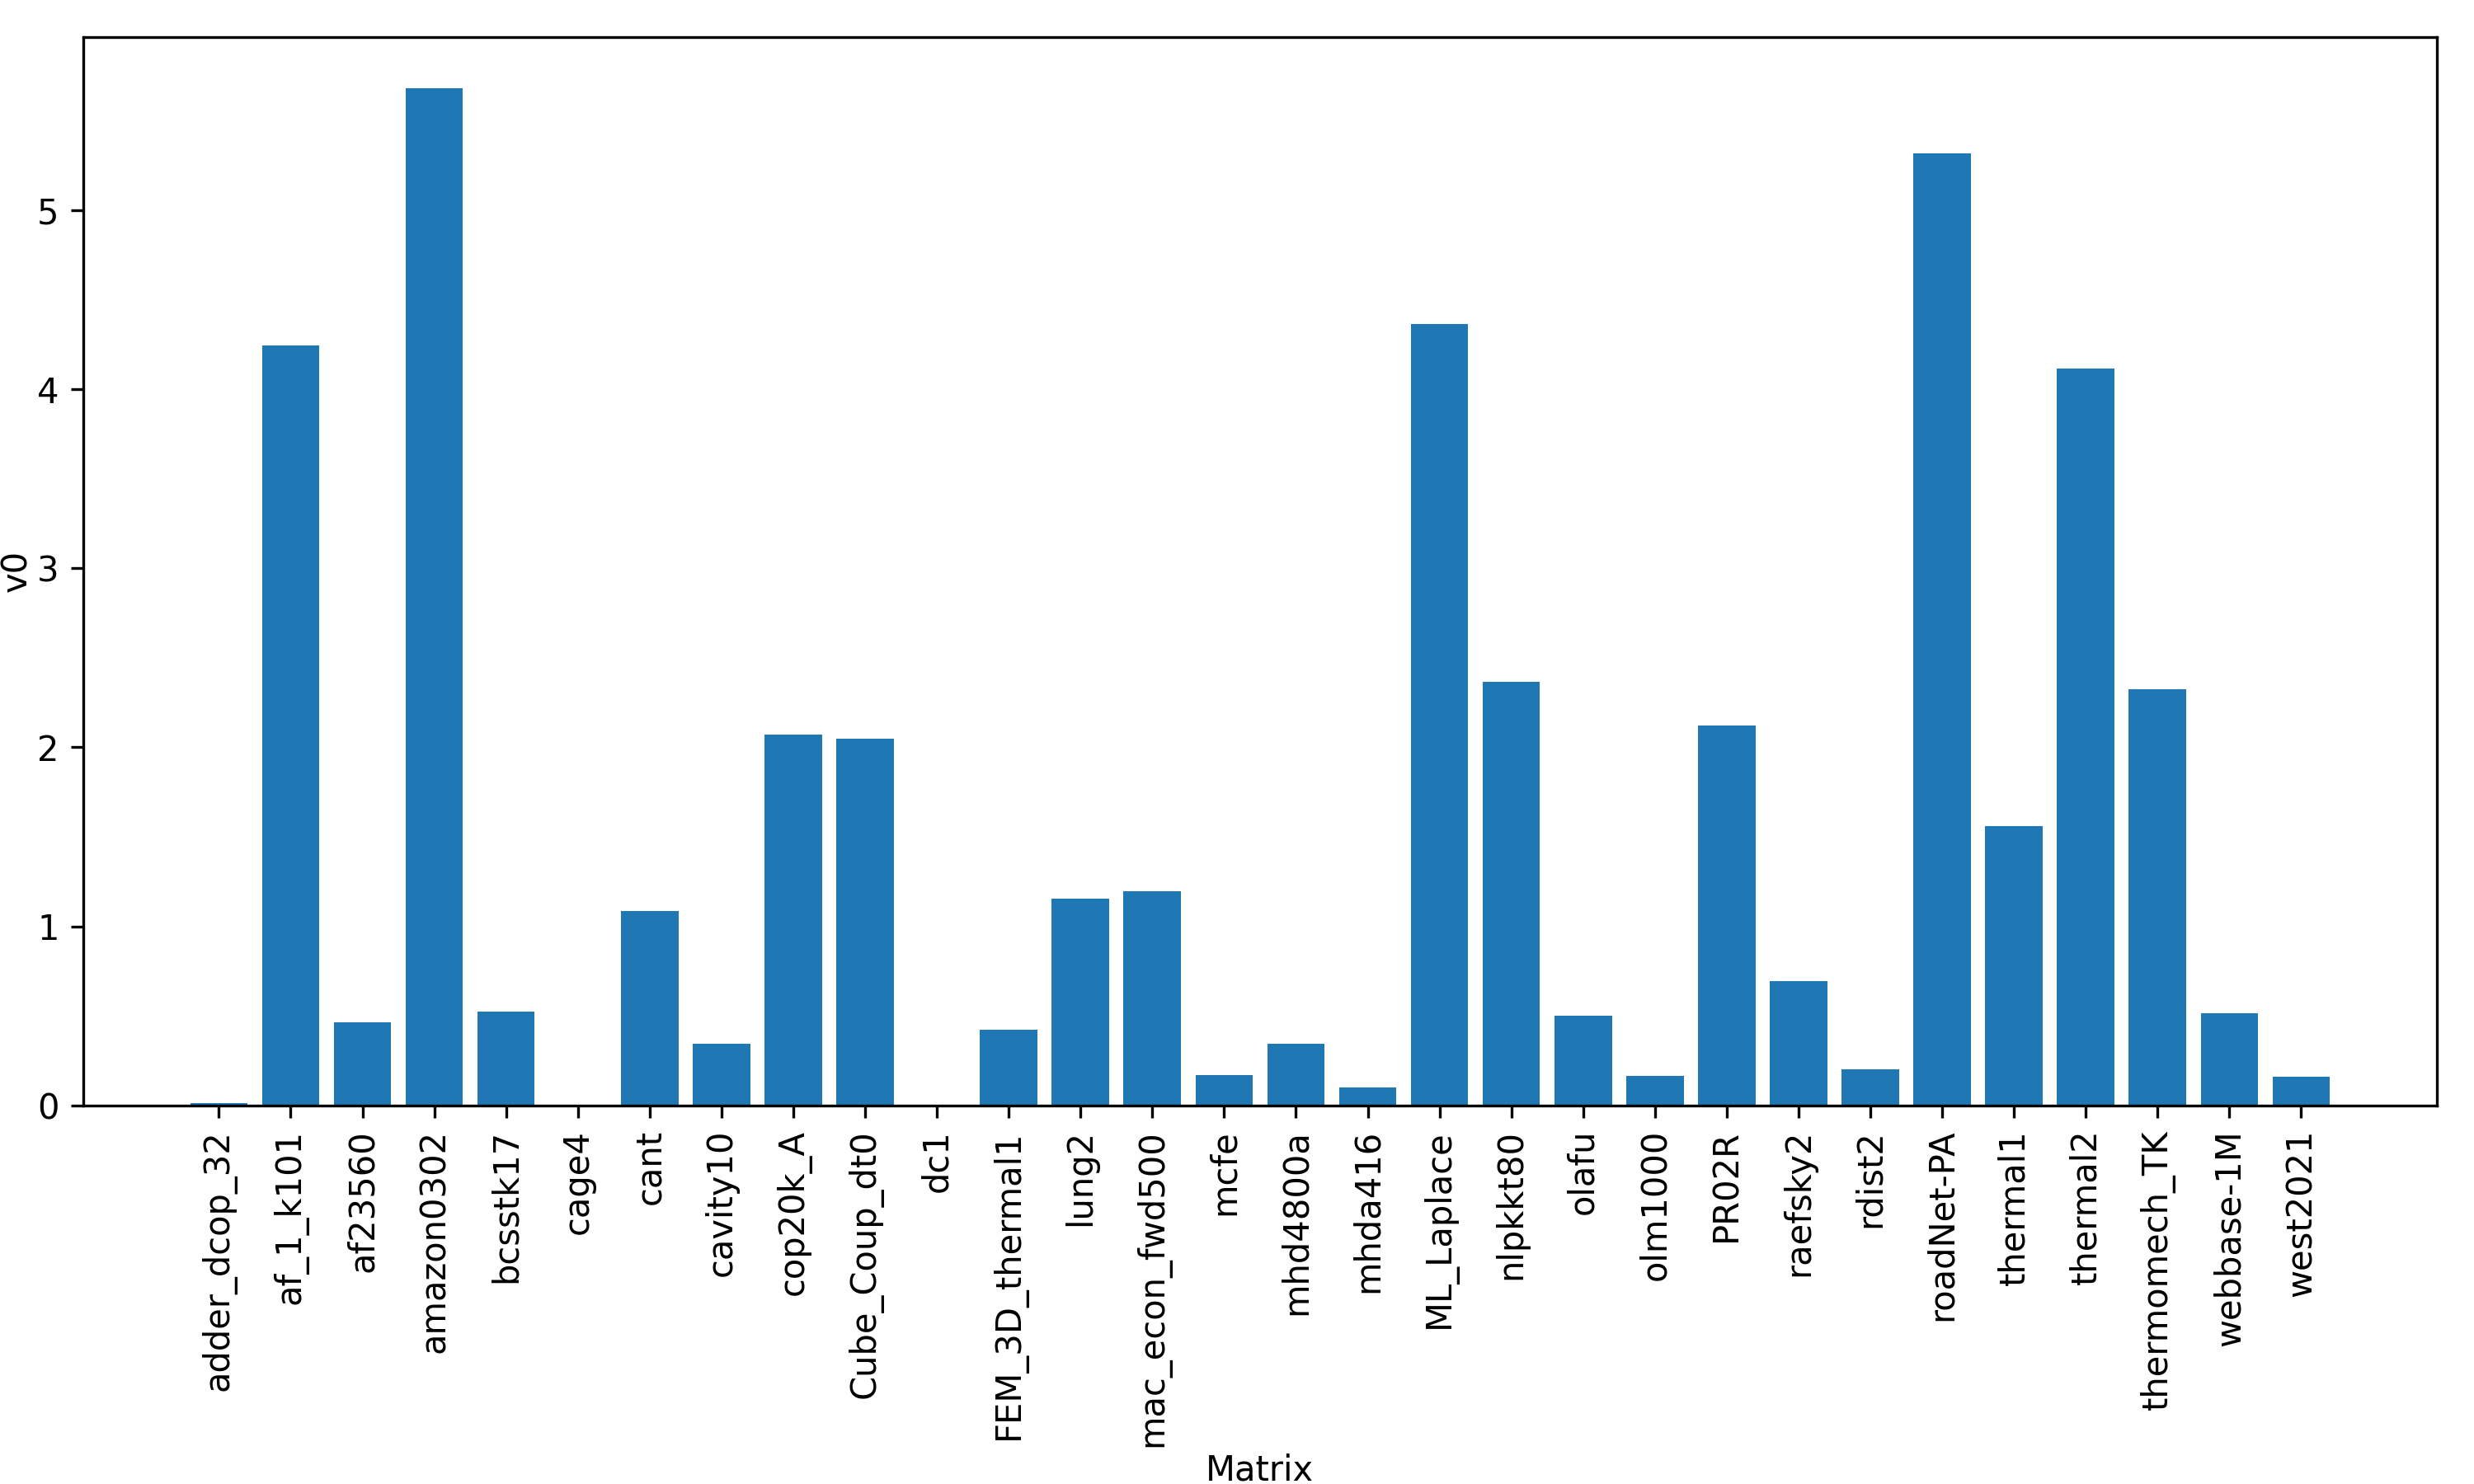 v0
5
4
3
2
1
0
adder_dcop_32
af_1_k101
af23560
amazon0302
bcsstk17
cage4
cant
cavity10
cop20k_A
Cube_Coup_dt0
dc1
FEM_3D_thermal1
lung2
mac_econ_fwd500
mcfe
mhd4800a
mhda416
ML_Laplace
nlpkkt80
olafu
olm1000
PR02R
raefsky2
rdist2
roadNet-PA
thermal1
thermal2
thermomech_TK
webbase-1M
west2021
Matrix